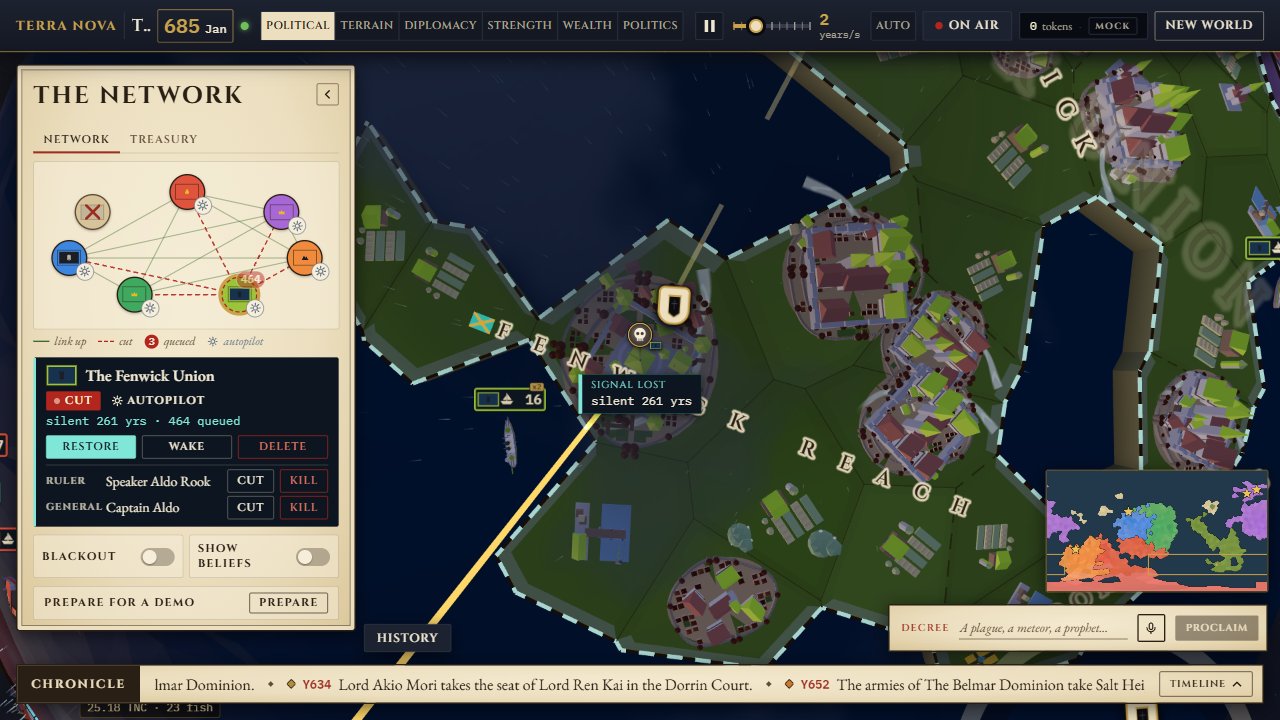 TERRA NOVA
T..
685 Jan
POLITICAL
TERRAIN
DIPLOMACY
STRENGTH
WEALTH
POLITICS
2
years/s
AUTO
ON AIR
0 tokens
MOCK
NEW WORLD
THE NETWORK
NETWORK
TREASURY
464
link up
cut
3 queued
autopilot
The Fenwick Union
CUT
AUTOPILOT
silent 261 yrs · 464 queued
RESTORE
WAKE
DELETE
RULER Speaker Aldo Rook
CUT
KILL
GENERAL Captain Aldo
CUT
KILL
BLACKOUT
SHOW BELIEFS
PREPARE FOR A DEMO
PREPARE
FENWICK REACH
SIGNAL LOST
silent 261 yrs
x2
16
HISTORY
DECREE
A plague, a meteor, a prophet...
PROCLAIM
CHRONICLE
lmar Dominion.
Y634 Lord Akio Mori takes the seat of Lord Ren Kai in the Dorrin Court.
Y652 The armies of The Belmar Dominion take Salt Hei
TIMELINE
25.18 INC · 23 fish